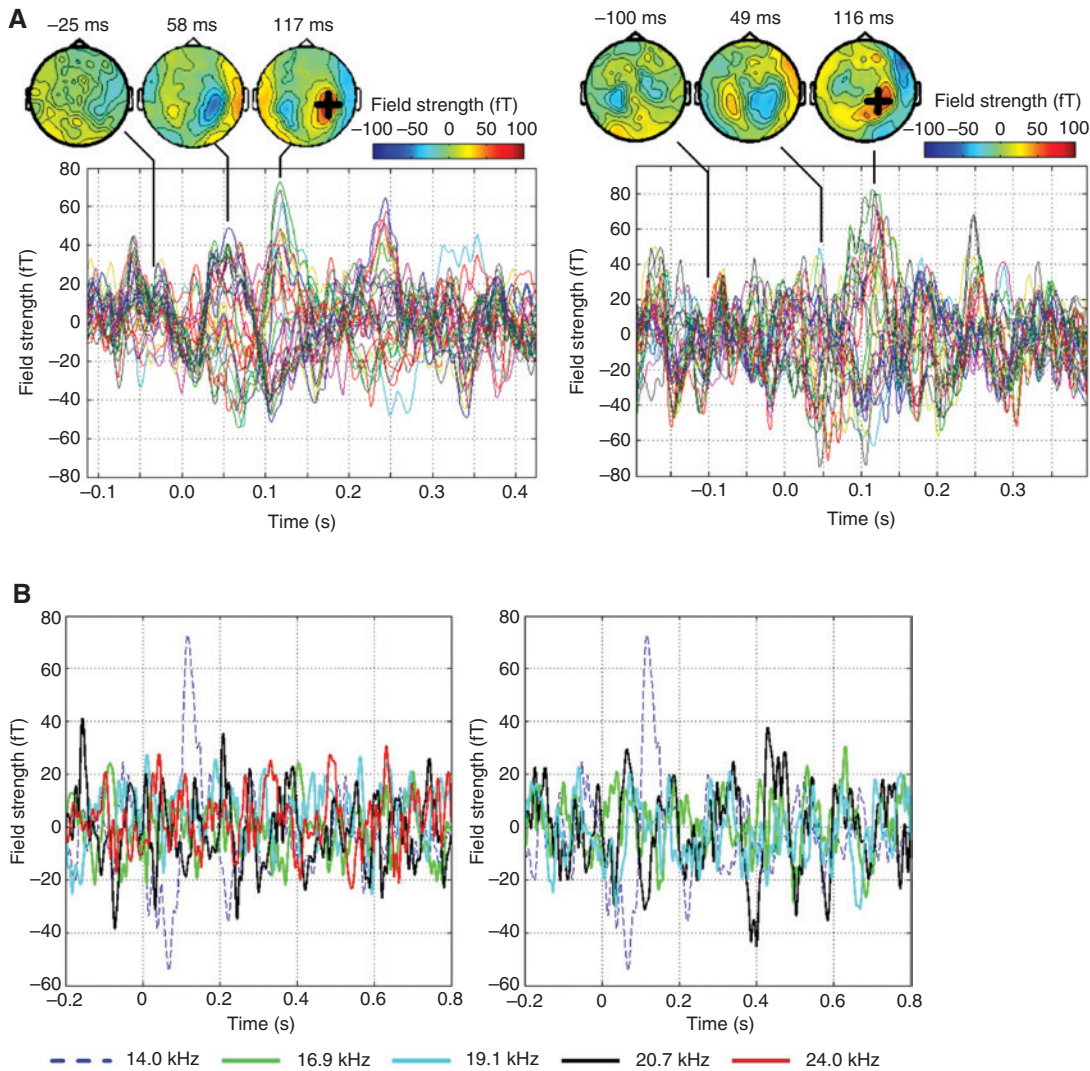 A
−25 ms 58 ms 117 ms
Field strength (fT)
−100 −50 0 50 100
80
60
40
20
0
−20
−40
−60
−80
Field strength (fT)
−0.1 0.0 0.1 0.2 0.3 0.4
Time (s)
−100 ms 49 ms 116 ms
Field strength (fT)
−100 −50 0 50 100
80
60
40
20
0
−20
−40
−60
−80
Field strength (fT)
−0.1 0.0 0.1 0.2 0.3
Time (s)
B
80
60
40
20
0
−20
−40
−60
Field strength (fT)
−0.2 0 0.2 0.4 0.6 0.8
Time (s)
80
60
40
20
0
−20
−40
−60
Field strength (fT)
−0.2 0 0.2 0.4 0.6 0.8
Time (s)
14.0 kHz 16.9 kHz 19.1 kHz 20.7 kHz 24.0 kHz